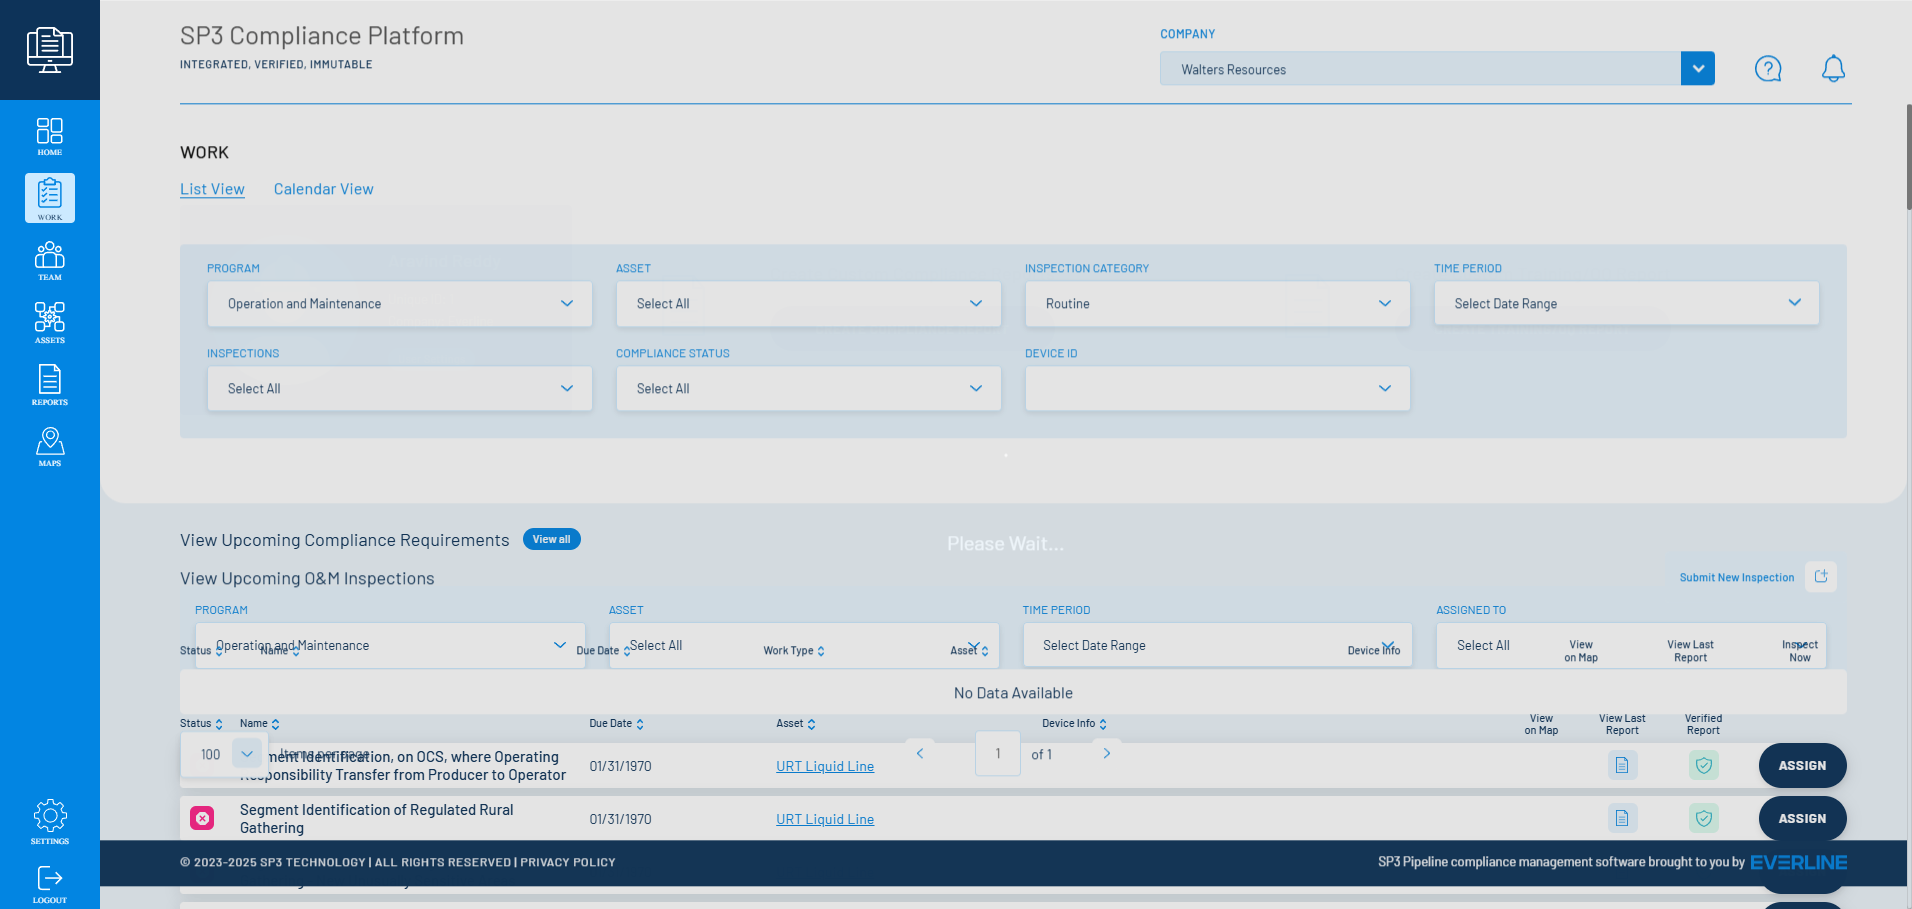 SP3 Compliance Platform
INTEGRATED, VERIFIED, IMMUTABLE
COMPANY
Walters Resources
HOME
WORK
TEAM
ASSETS
REPORTS
MAPS
SETTINGS
LOGOUT
WORK
List View Calendar View
PROGRAM ASSET INSPECTION CATEGORY TIME PERIOD
Operation and Maintenance Select All Routine Select Date Range
INSPECTIONS COMPLIANCE STATUS DEVICE ID
Select All Select All
View Upcoming Compliance Requirements View all
Please Wait...
View Upcoming O&M Inspections
Submit New Inspection
PROGRAM ASSET TIME PERIOD ASSIGNED TO
Operation and Maintenance Select All Select Date Range Select All
Status Name Due Date Work Type Asset Device Info View on Map View Last Report Inspect Now
No Data Available
Status Name Due Date Asset Device Info View on Map View Last Report Verified Report
100 Items per page 1 of 1
Identification, on OCS, where Operating
Transfer from Producer to Operator
01/31/1970 URT Liquid Line ASSIGN
Segment Identification of Regulated Rural
Gathering
01/31/1970 URT Liquid Line ASSIGN
© 2023-2025 SP3 TECHNOLOGY | ALL RIGHTS RESERVED | PRIVACY POLICY
SP3 Pipeline compliance management software brought to you by EVERLINE